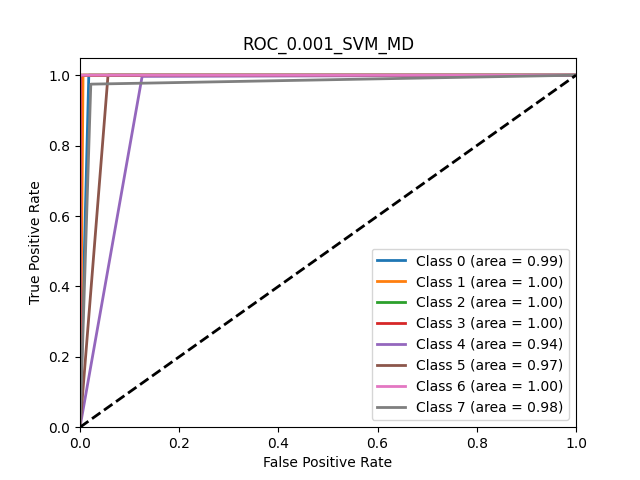 ROC_0.001_SVM_MD
True Positive Rate
1.0
0.8
0.6
0.4
0.2
0.0
Class 0 (area = 0.99)
Class 1 (area = 1.00)
Class 2 (area = 1.00)
Class 3 (area = 1.00)
Class 4 (area = 0.94)
Class 5 (area = 0.97)
Class 6 (area = 1.00)
Class 7 (area = 0.98)
0.0 0.2 0.4 0.6 0.8 1.0
False Positive Rate